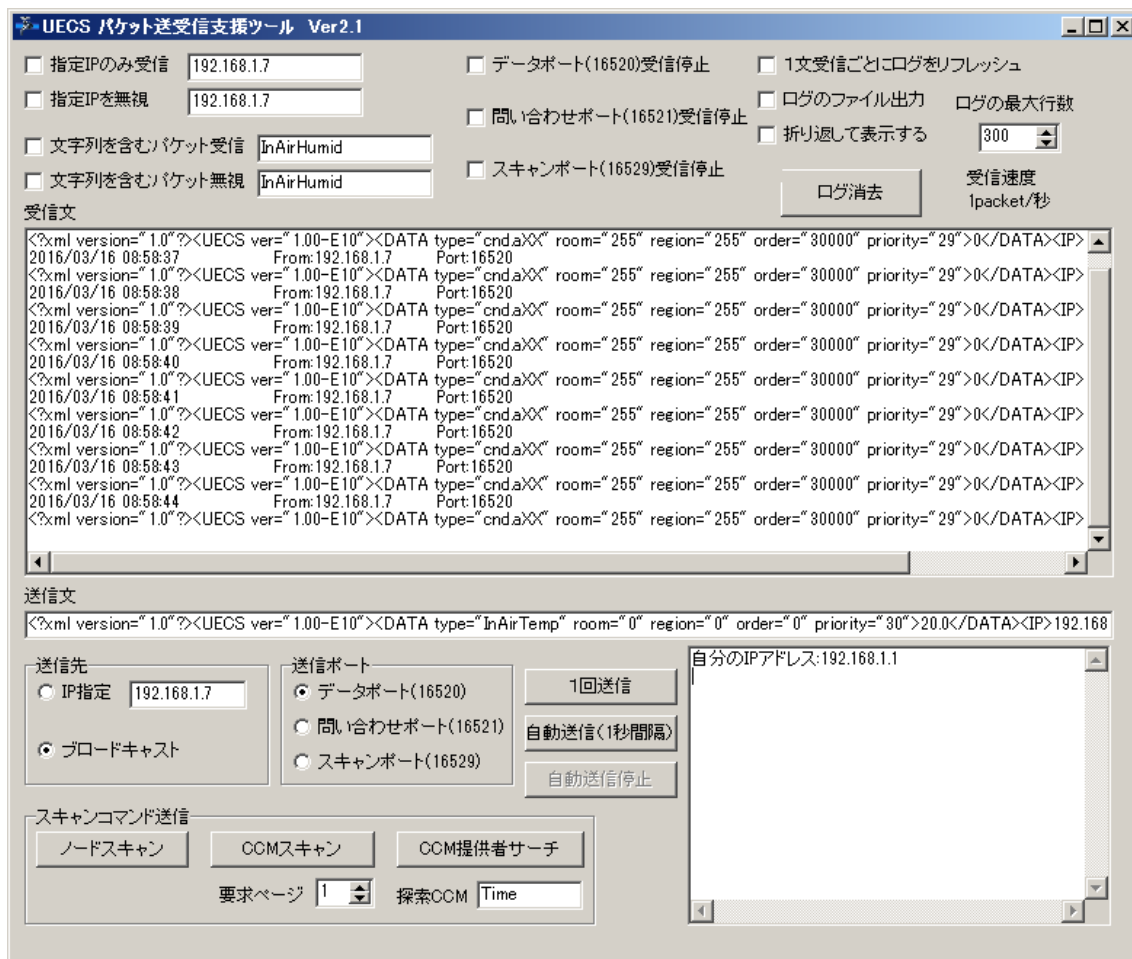 UECS パケット送受信支援ツール Ver2.1
指定IPのみ受信 192.168.1.7
データポート(16520)受信停止
1文受信ごとにログをリフレッシュ
指定IPを無視 192.168.1.7
ログのファイル出力
ログの最大行数
問い合わせポート(16521)受信停止
折り返して表示する
300
文字列を含むパケット受信 InAirHumid
スキャンポート(16529)受信停止
文字列を含むパケット無視 InAirHumid
ログ消去
受信速度
1packet/秒
受信文
<?xml version="1.0"?><UECS ver="1.00-E10"><DATA type="cnd.aXX" room="255" region="255" order="30000" priority="29">0</DATA><IP>
2016/03/16 08:58:37 From:192.168.1.7 Port:16520
<?xml version="1.0"?><UECS ver="1.00-E10"><DATA type="cnd.aXX" room="255" region="255" order="30000" priority="29">0</DATA><IP>
2016/03/16 08:58:38 From:192.168.1.7 Port:16520
<?xml version="1.0"?><UECS ver="1.00-E10"><DATA type="cnd.aXX" room="255" region="255" order="30000" priority="29">0</DATA><IP>
2016/03/16 08:58:39 From:192.168.1.7 Port:16520
<?xml version="1.0"?><UECS ver="1.00-E10"><DATA type="cnd.aXX" room="255" region="255" order="30000" priority="29">0</DATA><IP>
2016/03/16 08:58:40 From:192.168.1.7 Port:16520
<?xml version="1.0"?><UECS ver="1.00-E10"><DATA type="cnd.aXX" room="255" region="255" order="30000" priority="29">0</DATA><IP>
2016/03/16 08:58:41 From:192.168.1.7 Port:16520
<?xml version="1.0"?><UECS ver="1.00-E10"><DATA type="cnd.aXX" room="255" region="255" order="30000" priority="29">0</DATA><IP>
2016/03/16 08:58:42 From:192.168.1.7 Port:16520
<?xml version="1.0"?><UECS ver="1.00-E10"><DATA type="cnd.aXX" room="255" region="255" order="30000" priority="29">0</DATA><IP>
2016/03/16 08:58:43 From:192.168.1.7 Port:16520
<?xml version="1.0"?><UECS ver="1.00-E10"><DATA type="cnd.aXX" room="255" region="255" order="30000" priority="29">0</DATA><IP>
2016/03/16 08:58:44 From:192.168.1.7 Port:16520
<?xml version="1.0"?><UECS ver="1.00-E10"><DATA type="cnd.aXX" room="255" region="255" order="30000" priority="29">0</DATA><IP>
送信文
<?xml version="1.0"?><UECS ver="1.00-E10"><DATA type="InAirTemp" room="0" region="0" order="0" priority="30">20.0</DATA><IP>192.168
送信先
IP指定 192.168.1.7
ブロードキャスト
送信ポート
データポート(16520)
問い合わせポート(16521)
スキャンポート(16529)
1回送信
自動送信(1秒間隔)
自動送信停止
自分のIPアドレス:192.168.1.1
スキャンコマンド送信
ノードスキャン
CCMスキャン
CCM提供者サーチ
要求ページ 1
探索CCM Time